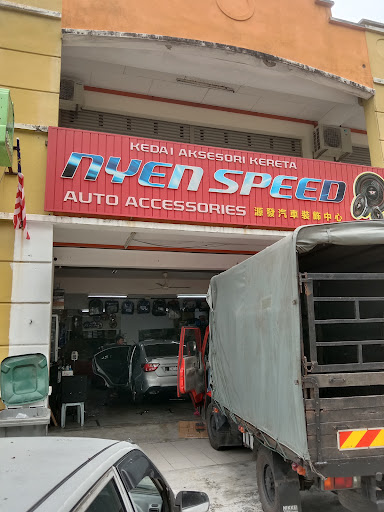 KEDAI AKSESORI KERETA
NYEN SPEED
AUTO ACCESSORIES 源發汽車裝飾中心